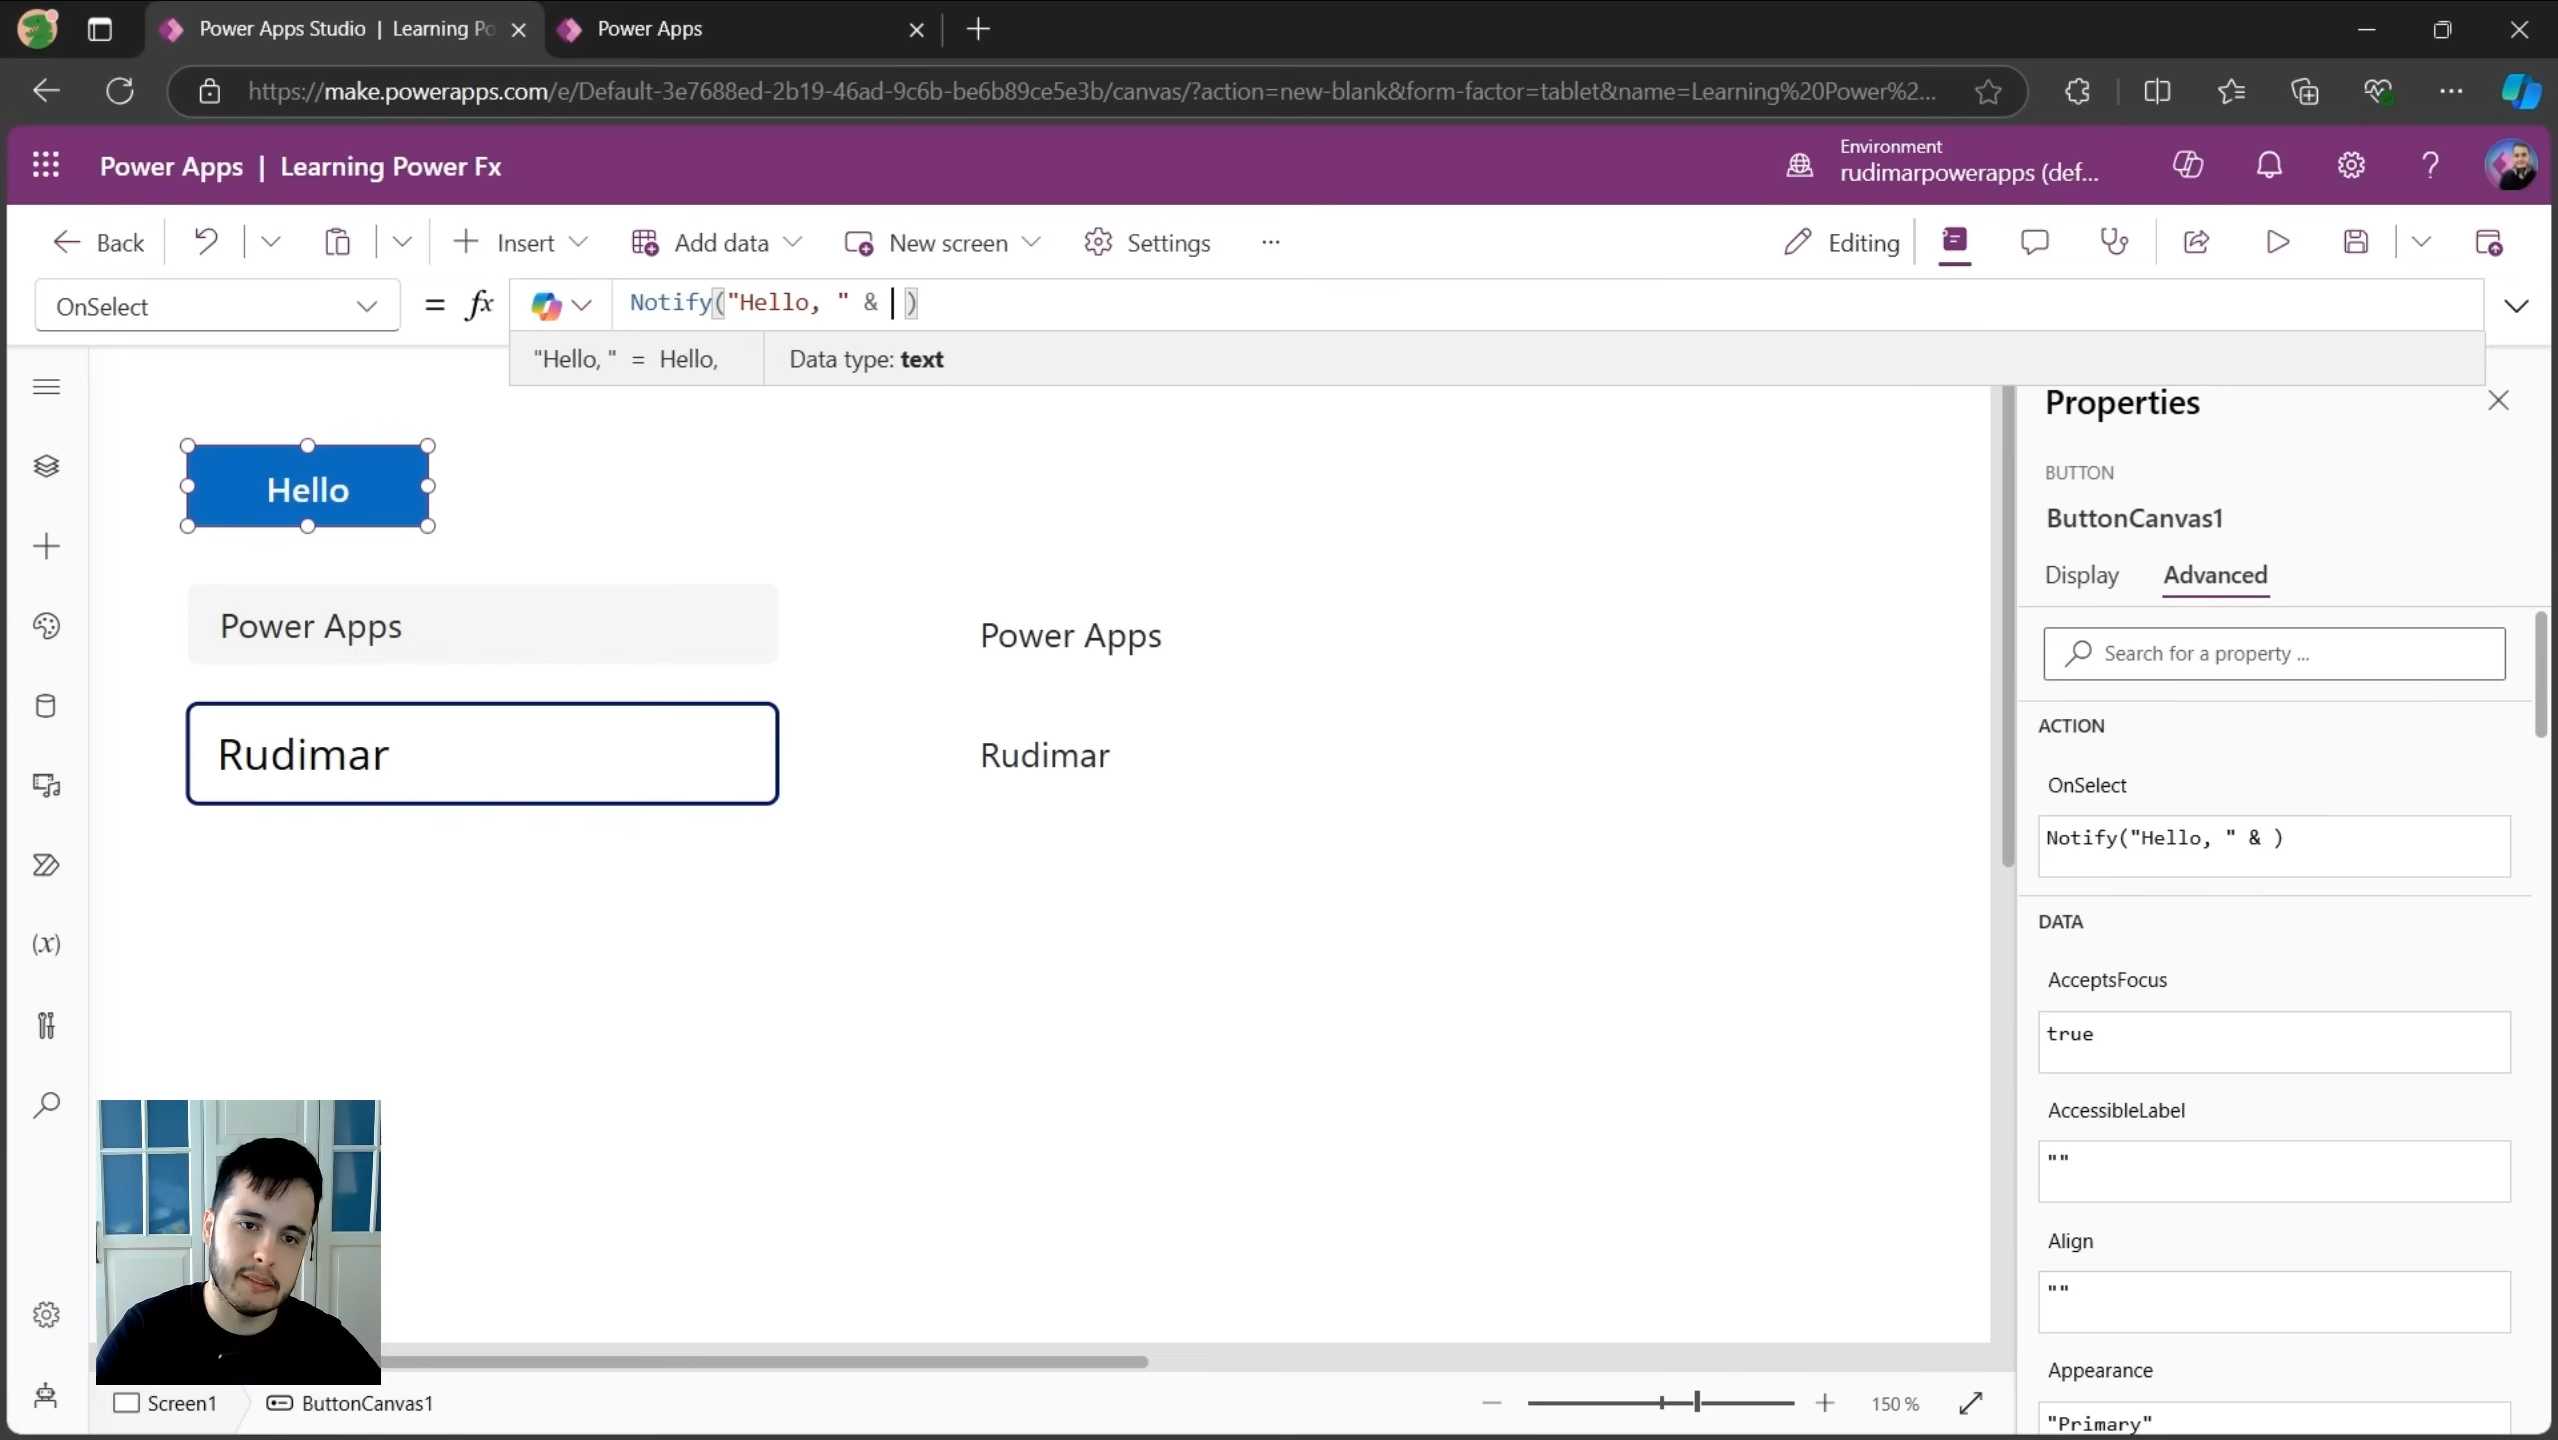 Power Apps Studio | Learning Po
Power Apps
https://make.powerapps.com/e/Default-3e7688ed-2b19-46ad-9c6b-be6b89ce5e3b/canvas/?action=new-blank&form-factor=tablet&name=Learning%20Power%2...
Power Apps | Learning Power Fx
Environment
rudimarpowerapps (def...
Back
Insert
Add data
New screen
Settings
Editing
OnSelect
= fx
Notify("Hello, " & )
"Hello, " = Hello,
Data type: text
Hello
Power Apps
Power Apps
Rudimar
Rudimar
Properties
BUTTON
ButtonCanvas1
Display
Advanced
Search for a property ...
ACTION
OnSelect
Notify("Hello, " & )
DATA
AcceptsFocus
true
AccessibleLabel
""
Align
""
Appearance
"Primary"
Screen1
ButtonCanvas1
150 %
(x)